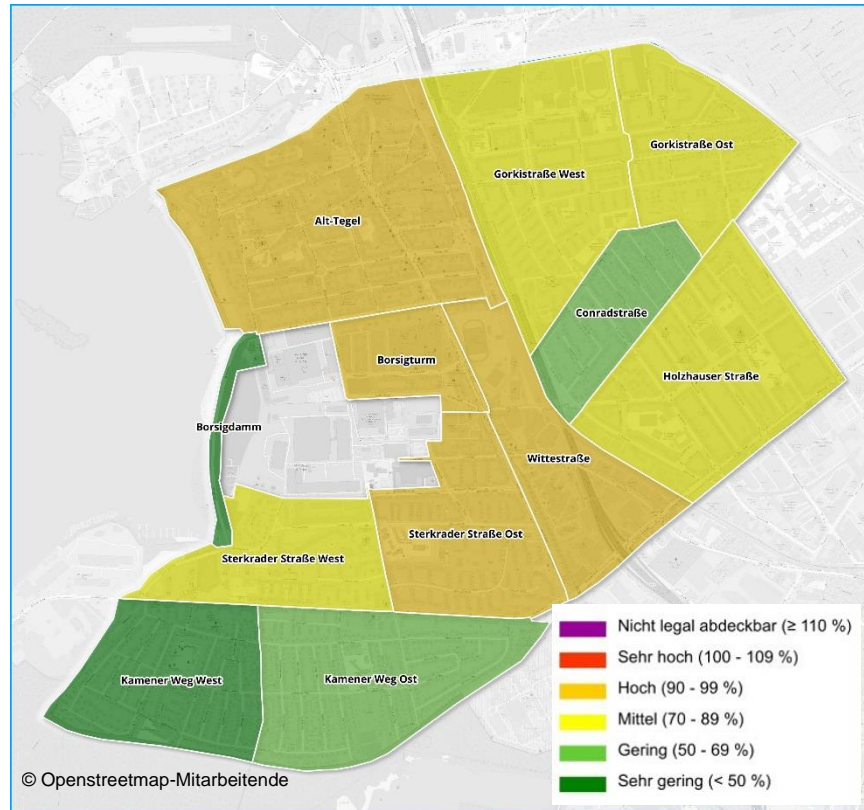 Gorkistraße Ost
Gorkistraße West
Alt-Tegel
Conradstraße
Borsigturm
Holzhauser Straße
Borsigdamm
Wittestraße
Sterkrader Straße Ost
Sterkrader Straße West
Kamener Weg West
Kamener Weg Ost
Nicht legal abdeckbar (≥ 110 %)
Sehr hoch (100 - 109 %)
Hoch (90 - 99 %)
Mittel (70 - 89 %)
Gering (50 - 69 %)
Sehr gering (< 50 %)
© Openstreetmap-Mitarbeitende